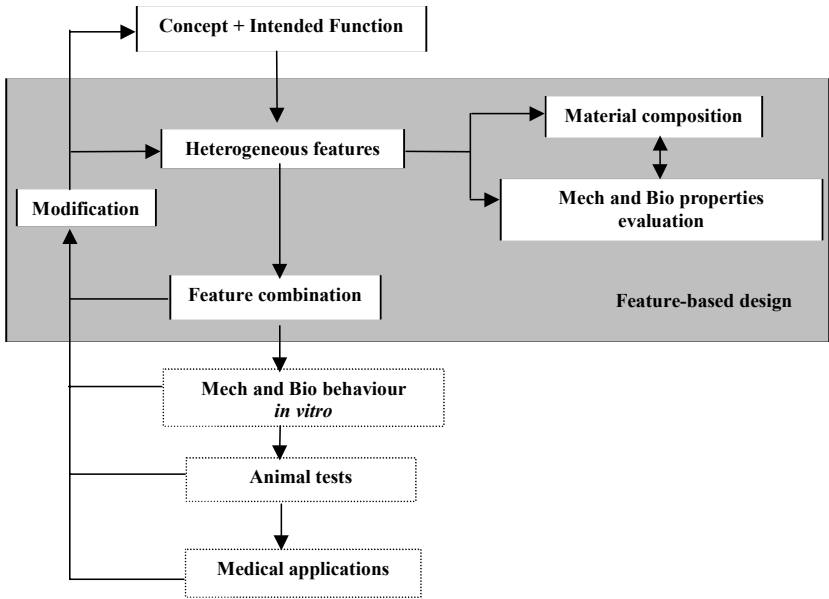 Concept + Intended Function
Heterogeneous features
Material composition
Modification
Mech and Bio properties
evaluation
Feature combination
Feature-based design
Mech and Bio behaviour
in vitro
Animal tests
Medical applications